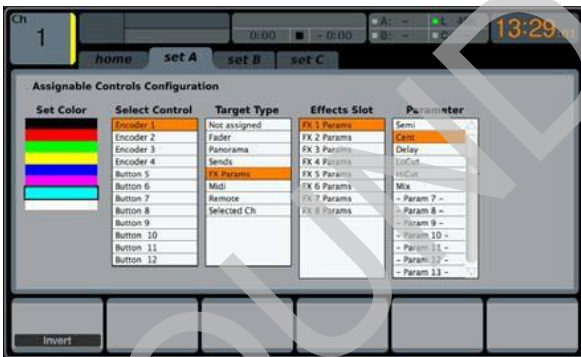 Ch
1
0:00 - 0:00
A: - L 48K
B: - C
13:29
home set A set B set C
Assignable Controls Configuration
Set Color Select Control Target Type Effects Slot Parameter
Encoder 1 Not assigned FX 1 Params Semi
Encoder 2 Fader FX 2 Params Cent
Encoder 3 Panorama FX 3 Params Delay
Encoder 4 Sends FX 4 Params LoCut
Button 5 FX Params FX 5 Params HiCut
Button 6 Midi FX 6 Params Mix
Button 7 Remote FX 7 Params - Param 7 -
Button 8 Selected Ch FX 8 Params - Param 8 -
Button 9 - Param 9 -
Button 10 - Param 10 -
Button 11 - Param 11 -
Button 12 - Param 12 -
- Param 13 -
Invert